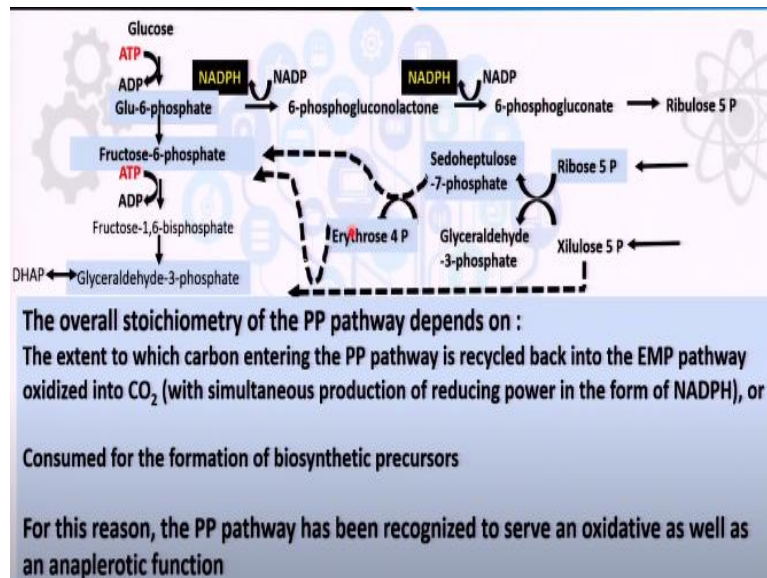 Glucose
ATP
ADP
NADPH
NADP
NADPH
NADP
Glu-6-phosphate
6-phosphogluconolactone
6-phosphogluconate
Ribulose 5 P
Fructose-6-phosphate
ATP
ADP
Sedoheptulose
-7-phosphate
Ribose 5 P
Fructose-1,6-bisphosphate
Erythrose 4 P
Glyceraldehyde
-3-phosphate
Xilulose 5 P
DHAP
Glyceraldehyde-3-phosphate
The overall stoichiometry of the PP pathway depends on :
The extent to which carbon entering the PP pathway is recycled back into the EMP pathway
oxidized into CO₂ (with simultaneous production of reducing power in the form of NADPH), or
Consumed for the formation of biosynthetic precursors
For this reason, the PP pathway has been recognized to serve an oxidative as well as
an anaplerotic function